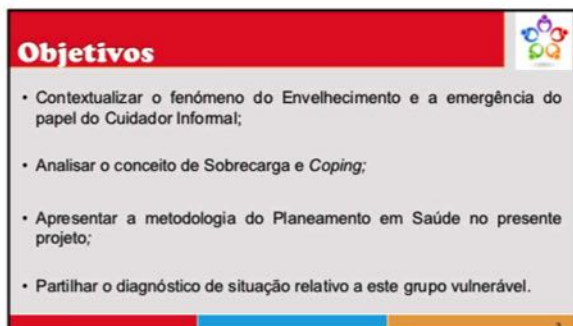 Objetivos
• Contextualizar o fenómeno do Envelhecimento e a emergência do
papel do Cuidador Informal;
• Analisar o conceito de Sobrecarga e Coping;
• Apresentar a metodologia do Planeamento em Saúde no presente
projeto;
• Partilhar o diagnóstico de situação relativo a este grupo vulnerável.